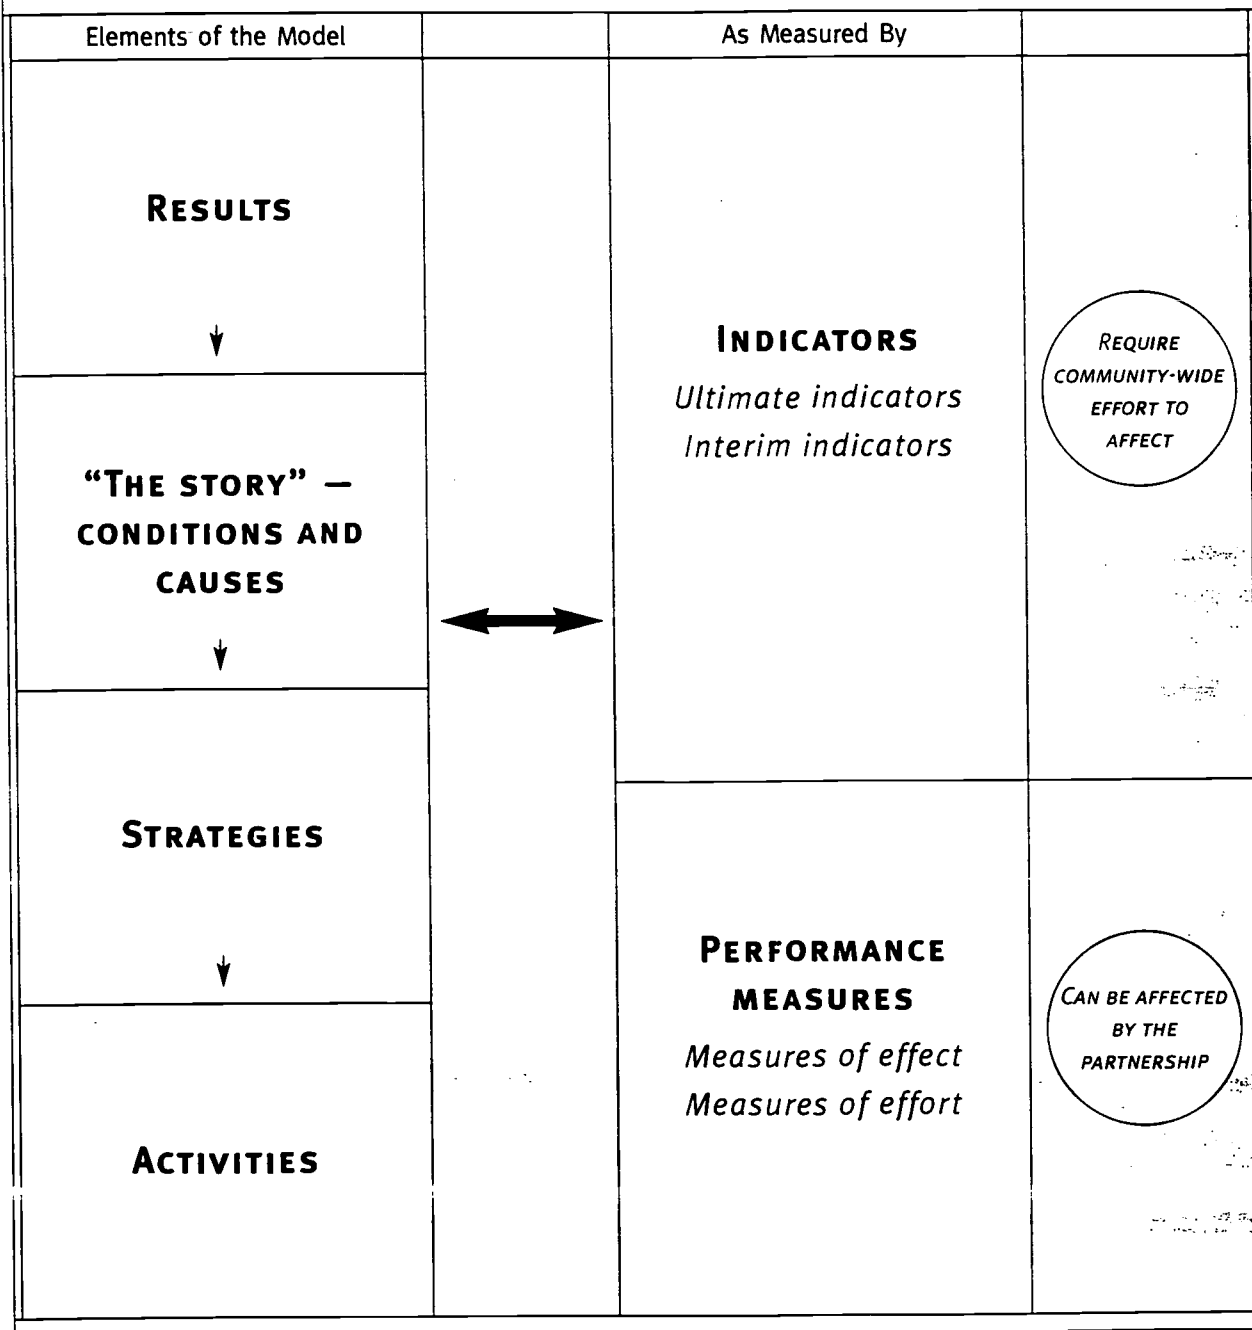 Elements of the Model
As Measured By
RESULTS
"THE STORY" —
CONDITIONS AND
CAUSES
STRATEGIES
ACTIVITIES
INDICATORS
Ultimate indicators
Interim indicators
PERFORMANCE
MEASURES
Measures of effect
Measures of effort
REQUIRE
COMMUNITY-WIDE
EFFORT TO
AFFECT
CAN BE AFFECTED
BY THE
PARTNERSHIP